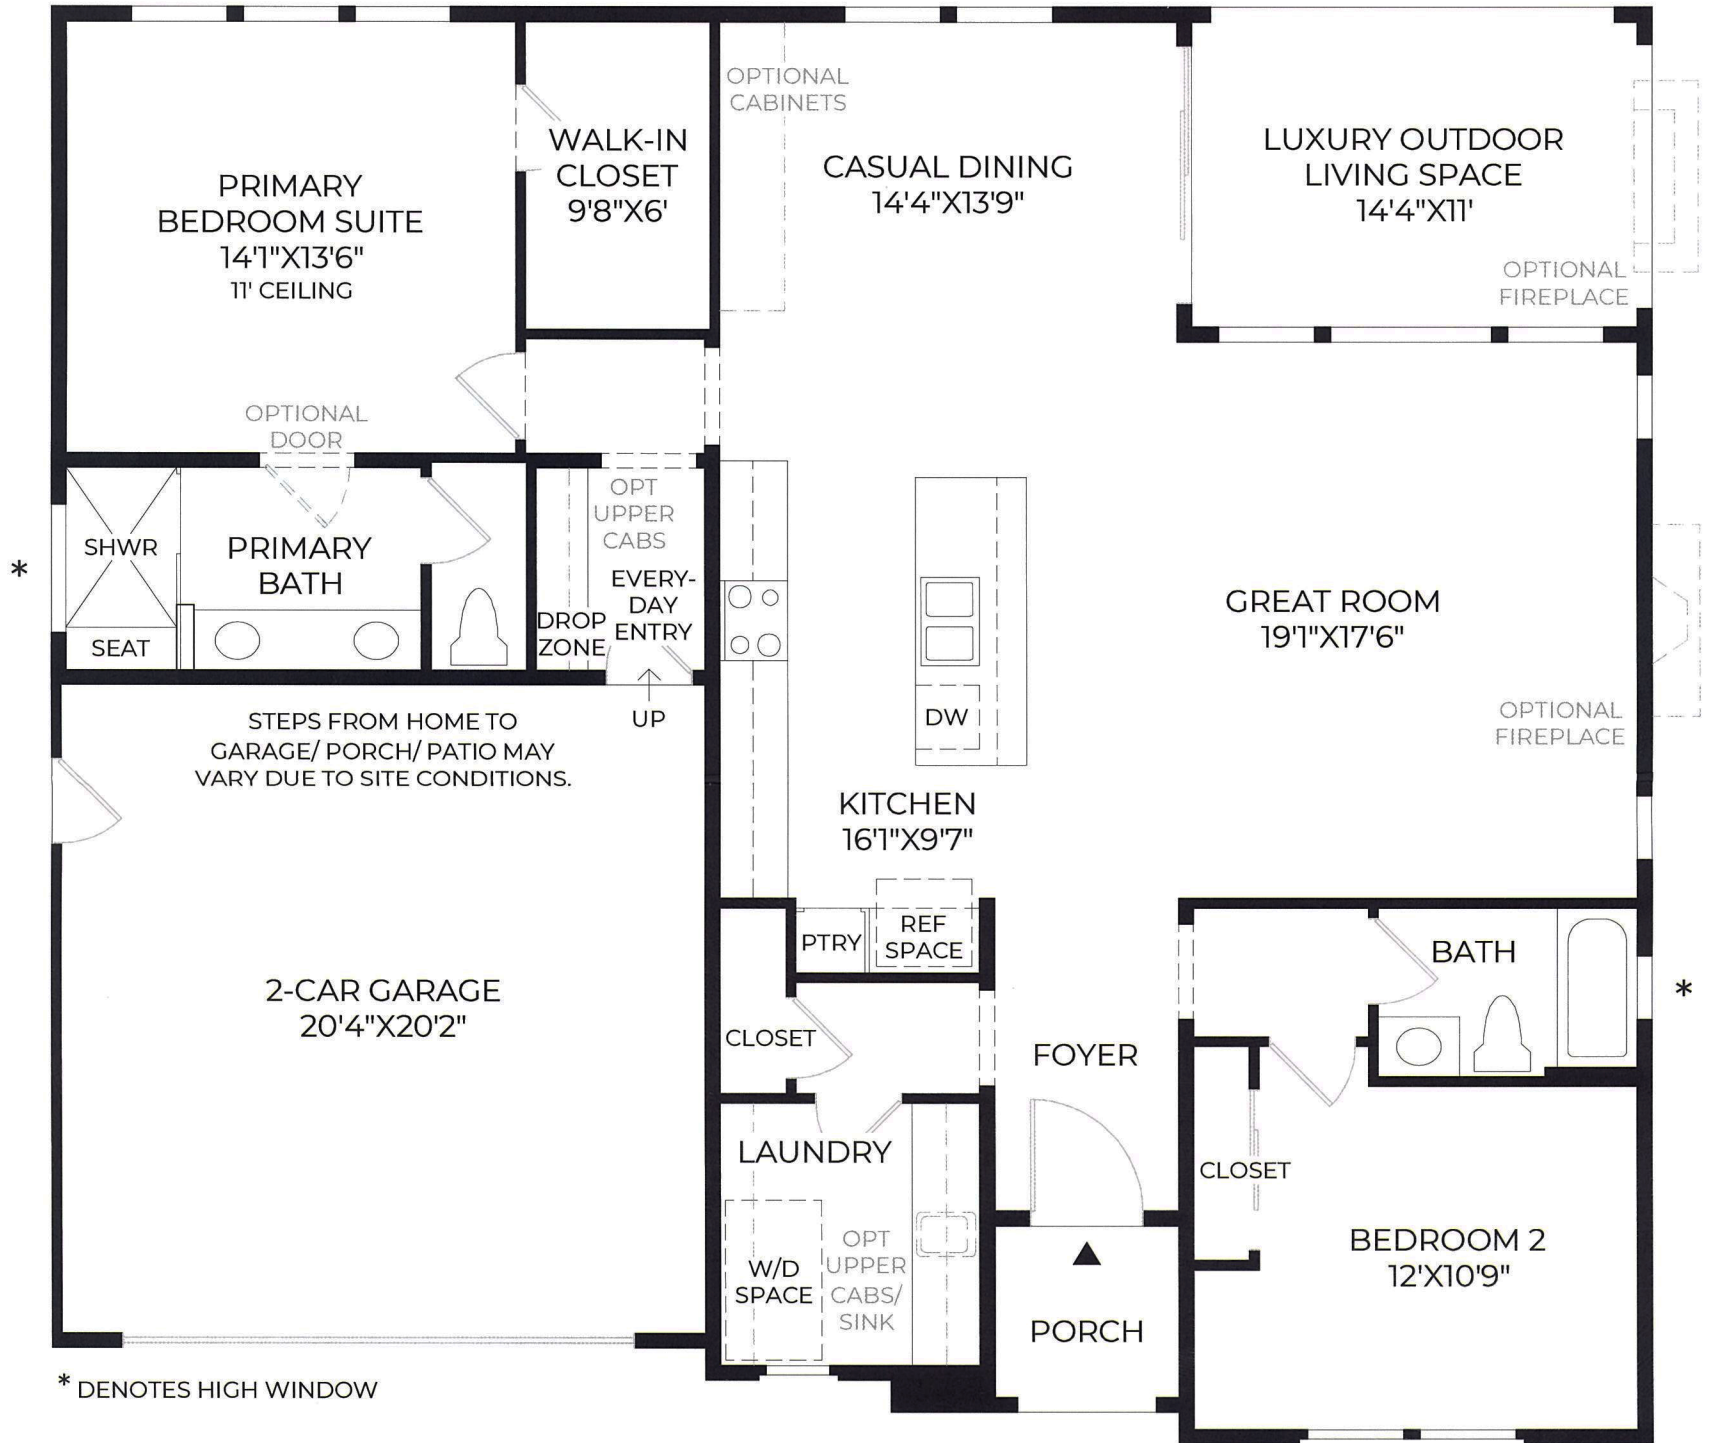 OPTIONAL
CABINETS
WALK-IN
CLOSET
9'8"X6'
PRIMARY
BEDROOM SUITE
14'1"X13'6"
11' CEILING
CASUAL DINING
14'4"X13'9"
LUXURY OUTDOOR
LIVING SPACE
14'4"X11'
OPTIONAL
FIREPLACE
OPTIONAL
DOOR
SHWR
SEAT
PRIMARY
BATH
OPT
UPPER
CABS
EVERY-
DAY
ENTRY
DROP
ZONE
UP
*
STEPS FROM HOME TO
GARAGE/ PORCH/ PATIO MAY
VARY DUE TO SITE CONDITIONS.
DW
KITCHEN
16'1"X9'7"
GREAT ROOM
19'1"X17'6"
OPTIONAL
FIREPLACE
PTRY
REF
SPACE
2-CAR GARAGE
20'4"X20'2"
CLOSET
FOYER
BATH
*
LAUNDRY
W/D
SPACE
OPT
UPPER
CABS/
SINK
PORCH
CLOSET
BEDROOM 2
12'X10'9"
* DENOTES HIGH WINDOW